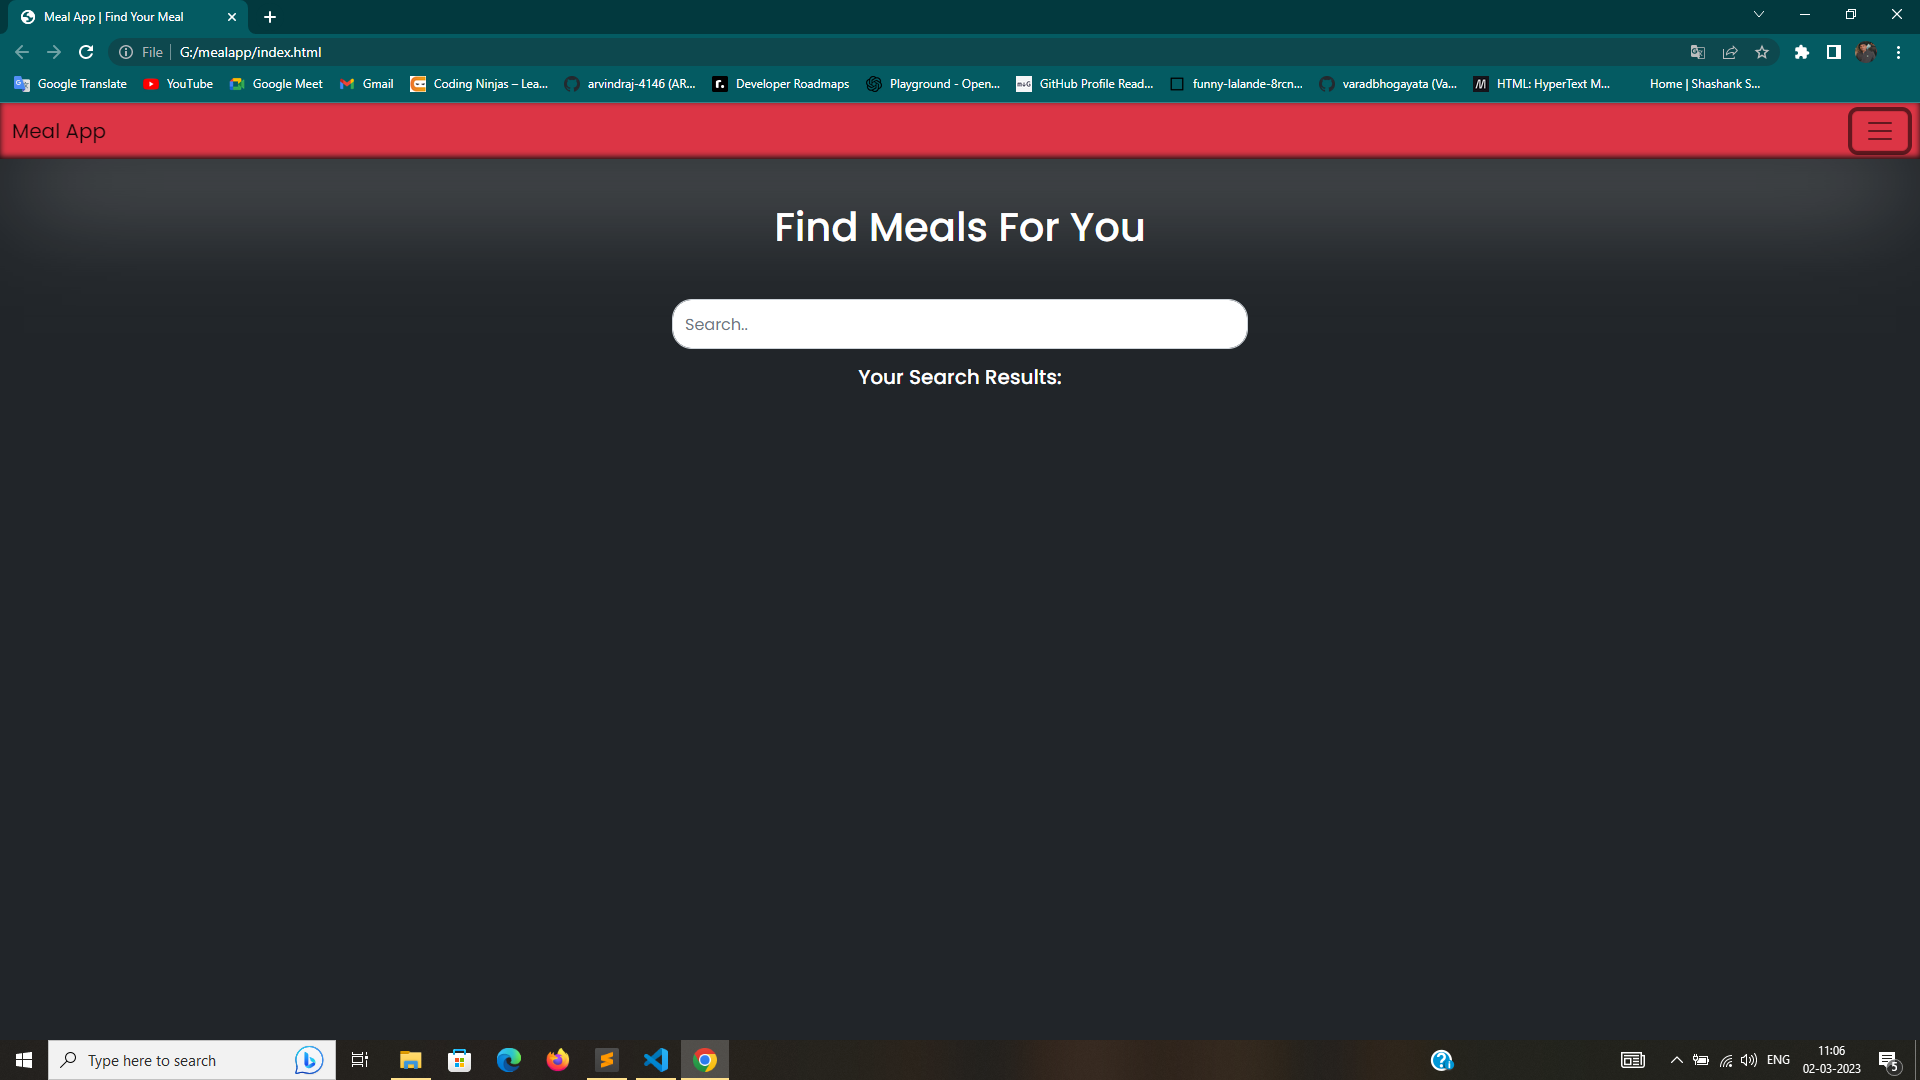 Meal App | Find Your Meal
File
G:/mealapp/index.html
Google Translate
YouTube
Google Meet
Gmail
Coding Ninjas – Lea...
arvindraj-4146 (AR...
Developer Roadmaps
Playground - Open...
GitHub Profile Read...
funny-lalande-8rcn...
varadbhogayata (Va...
HTML: HyperText M...
Home | Shashank S...
Meal App
Find Meals For You
Search..
Your Search Results:
Type here to search
ENG
11:06
02-03-2023
5